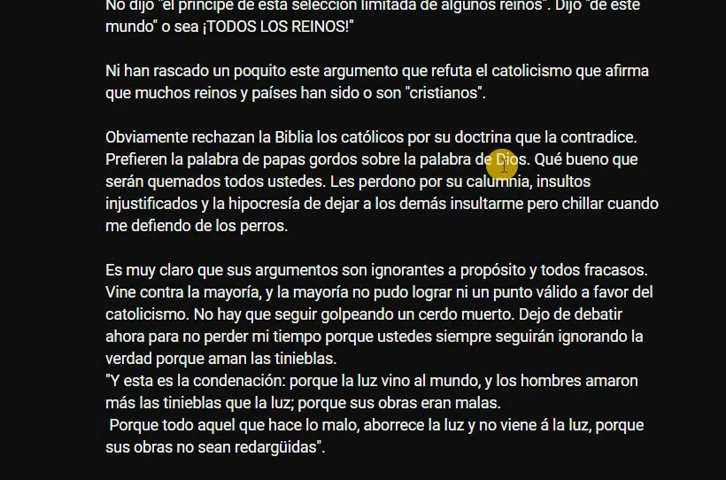 No dijo "el príncipe de esta selección limitada de algunos reinos". Dijo "de este
mundo" o sea ¡TODOS LOS REINOS!"
Ni han rascado un poquito este argumento que refuta el catolicismo que afirma
que muchos reinos y países han sido o son "cristianos".
Obviamente rechazan la Biblia los católicos por su doctrina que la contradice.
Prefieren la palabra de papas gordos sobre la palabra de Dios. Qué bueno que
serán quemados todos ustedes. Les perdono por su calumnia, insultos
injustificados y la hipocresía de dejar a los demás insultarme pero chillar cuando
me defiendo de los perros.
Es muy claro que sus argumentos son ignorantes a propósito y todos fracasos.
Vine contra la mayoría, y la mayoría no pudo lograr ni un punto válido a favor del
catolicismo. No hay que seguir golpeando un cerdo muerto. Dejo de debatir
ahora para no perder mi tiempo porque ustedes siempre seguirán ignorando la
verdad porque aman las tinieblas.
"Y esta es la condenación: porque la luz vino al mundo, y los hombres amaron
más las tinieblas que la luz; porque sus obras eran malas.
Porque todo aquel que hace lo malo, aborrece la luz y no viene á la luz, porque
sus obras no sean redargüidas".